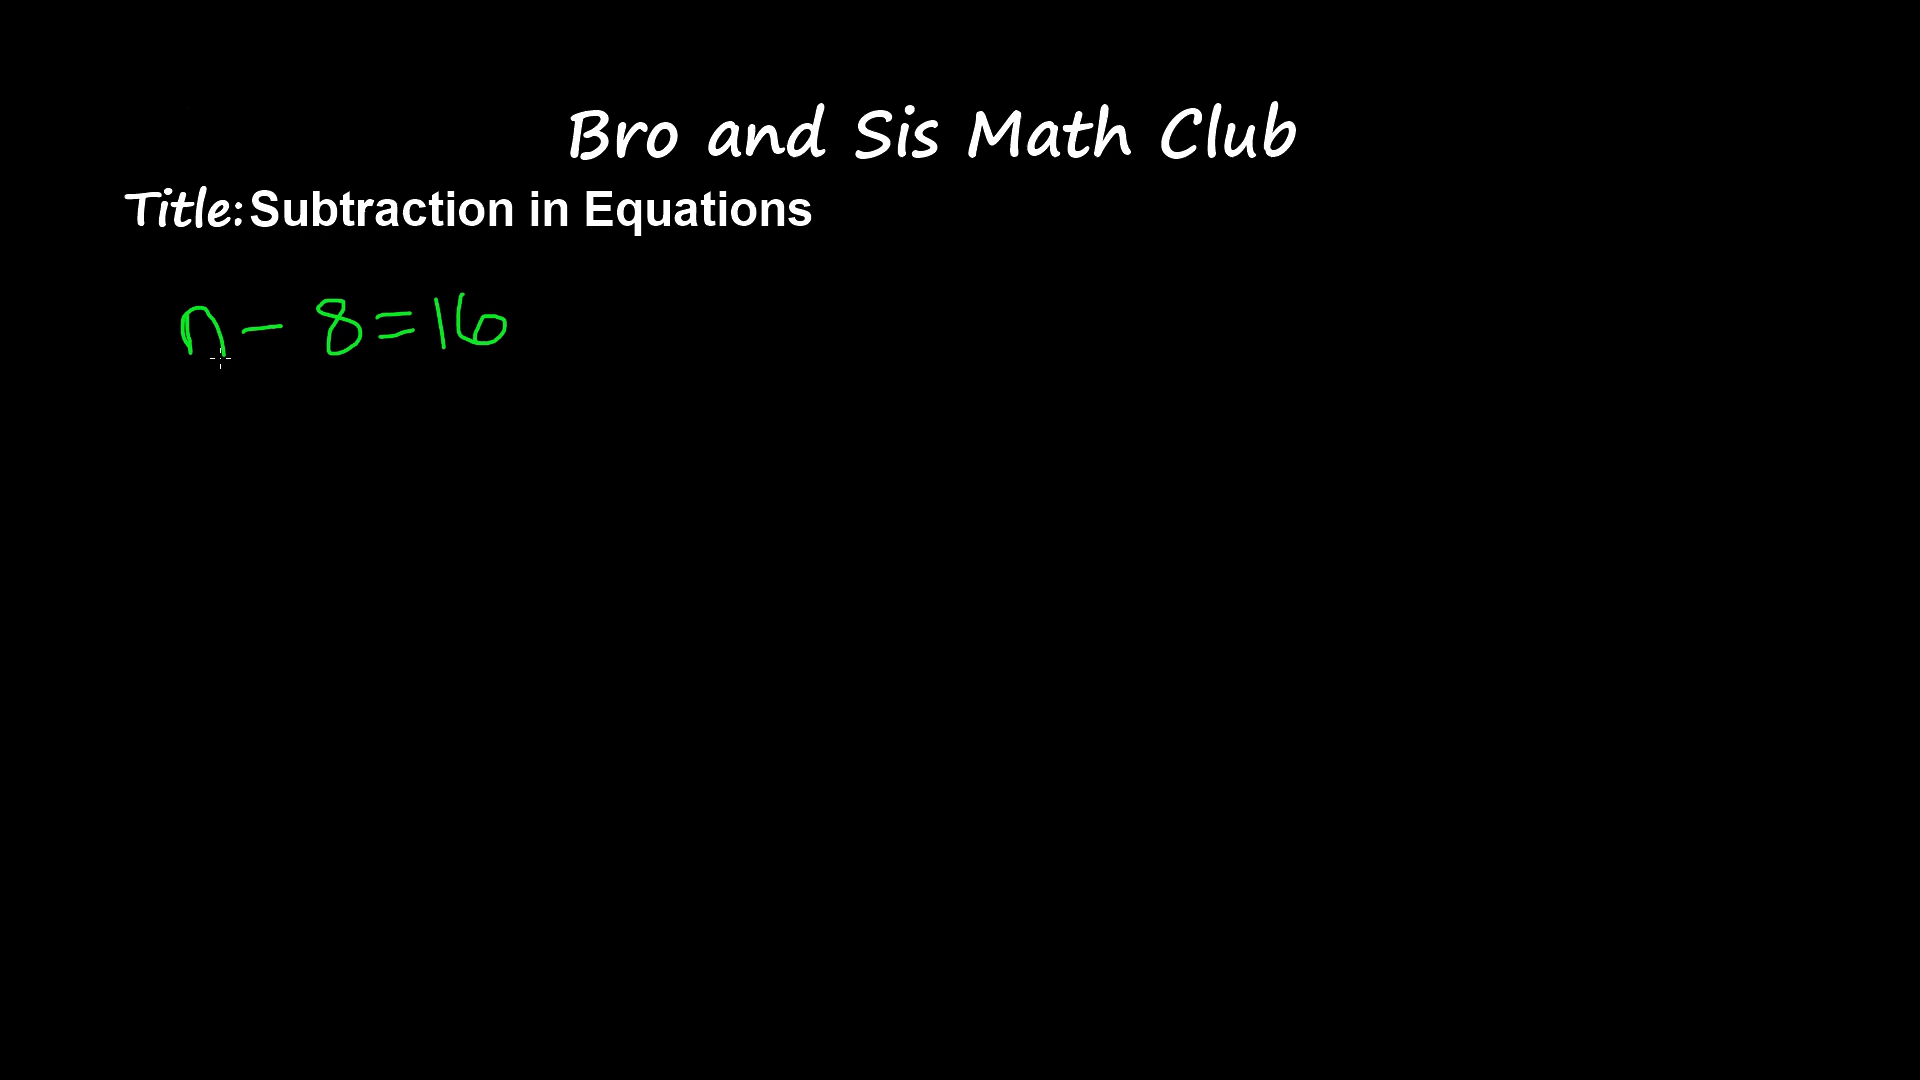 Bro and Sis Math Club
Title: Subtraction in Equations
n - 8 = 16